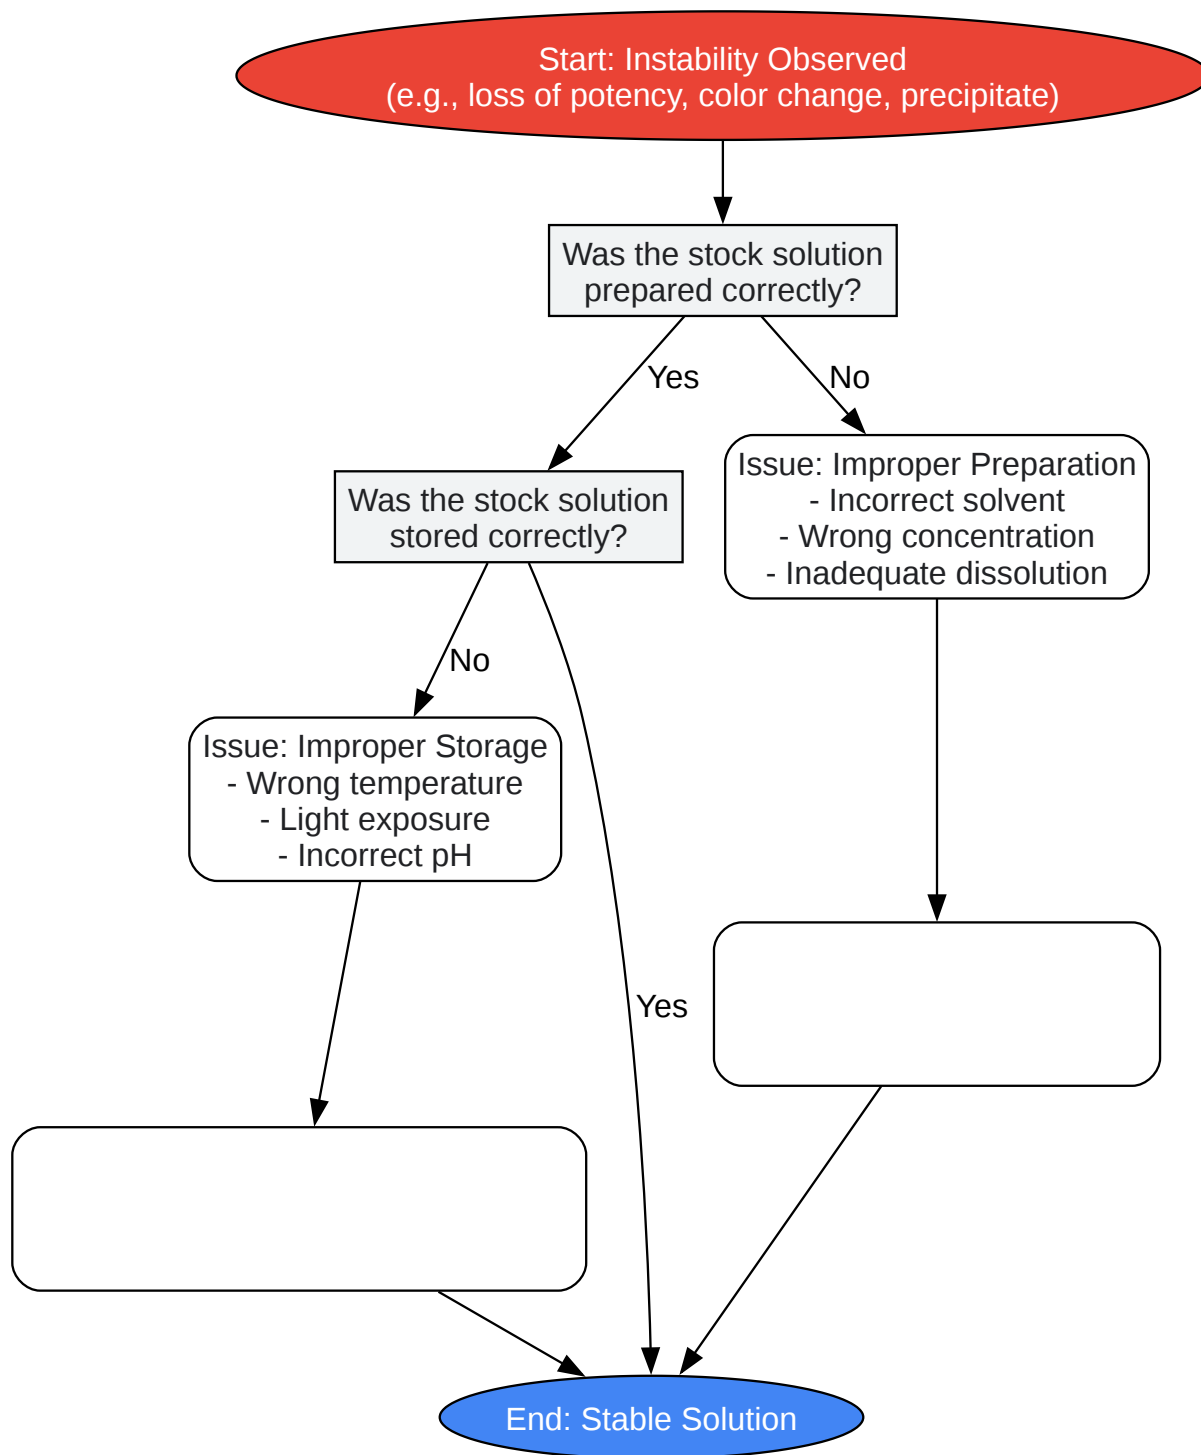 Start: Instability Observed
(e.g., loss of potency, color change, precipitate)
Was the stock solution
prepared correctly?
Yes
No
Issue: Improper Preparation
- Incorrect solvent
- Wrong concentration
- Inadequate dissolution
Was the stock solution
stored correctly?
No
Issue: Improper Storage
- Wrong temperature
- Light exposure
- Incorrect pH
Yes
End: Stable Solution